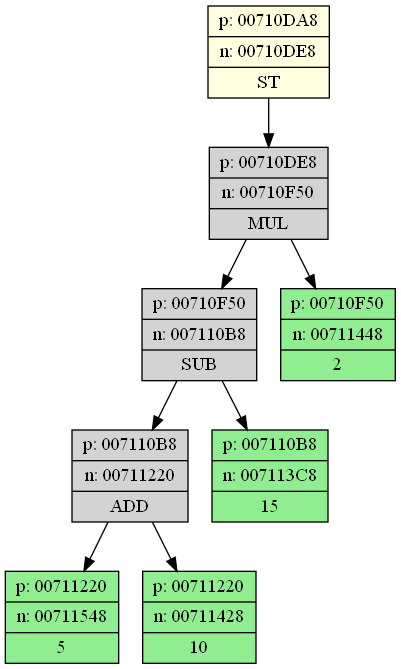 p: 00710DA8
n: 00710DE8
ST
p: 00710DE8
n: 00710F50
MUL
p: 00710F50
n: 007110B8
SUB
p: 00710F50
n: 00711448
2
p: 007110B8
n: 00711220
ADD
p: 007110B8
n: 007113C8
15
p: 00711220
n: 00711548
5
p: 00711220
n: 00711428
10